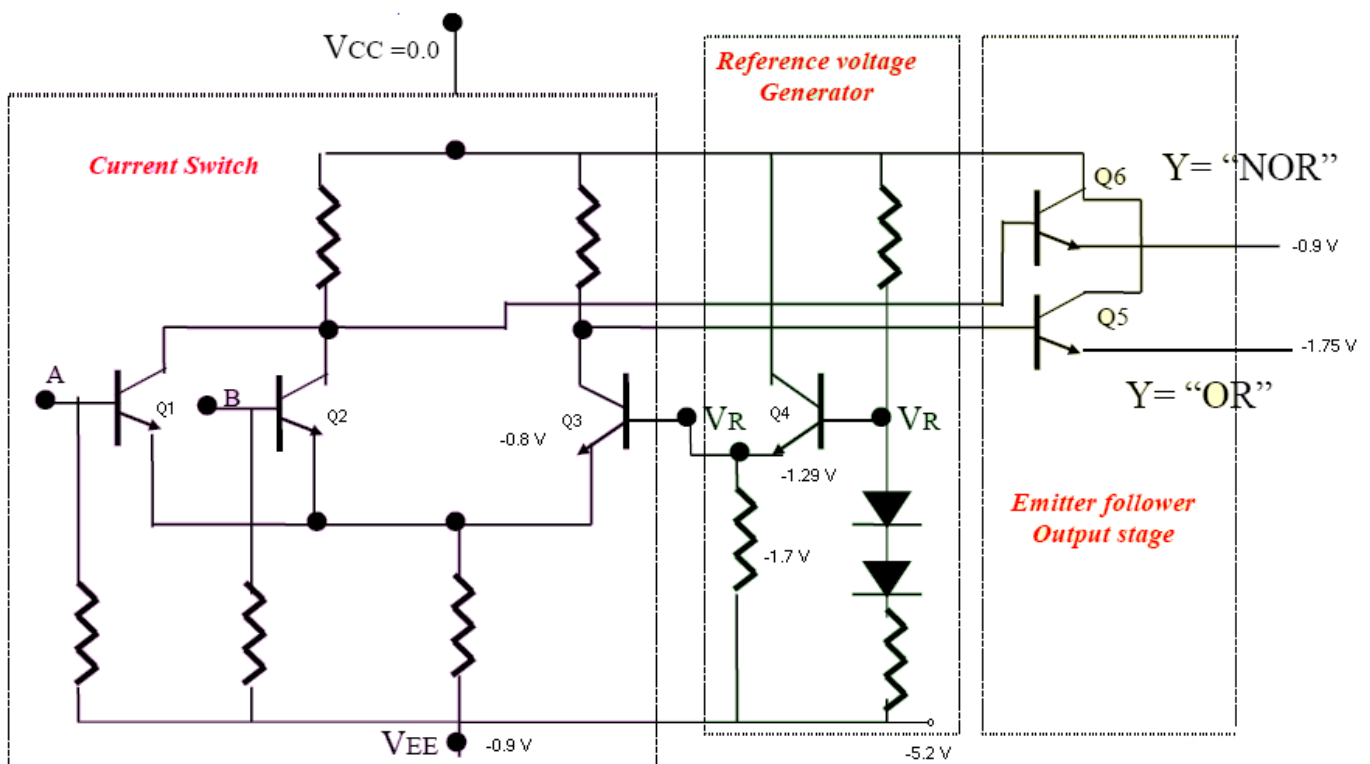 VCC =0.0
Reference voltage
Generator
Current Switch
Y= “NOR”
Q6
-0.9 V
Q5
-1.75 V
Y= “OR”
A
B
Q1
Q2
Q3
-0.8 V
VR
Q4
VR
-1.29 V
-1.7 V
Emitter follower
Output stage
VEE
-0.9 V
-5.2 V